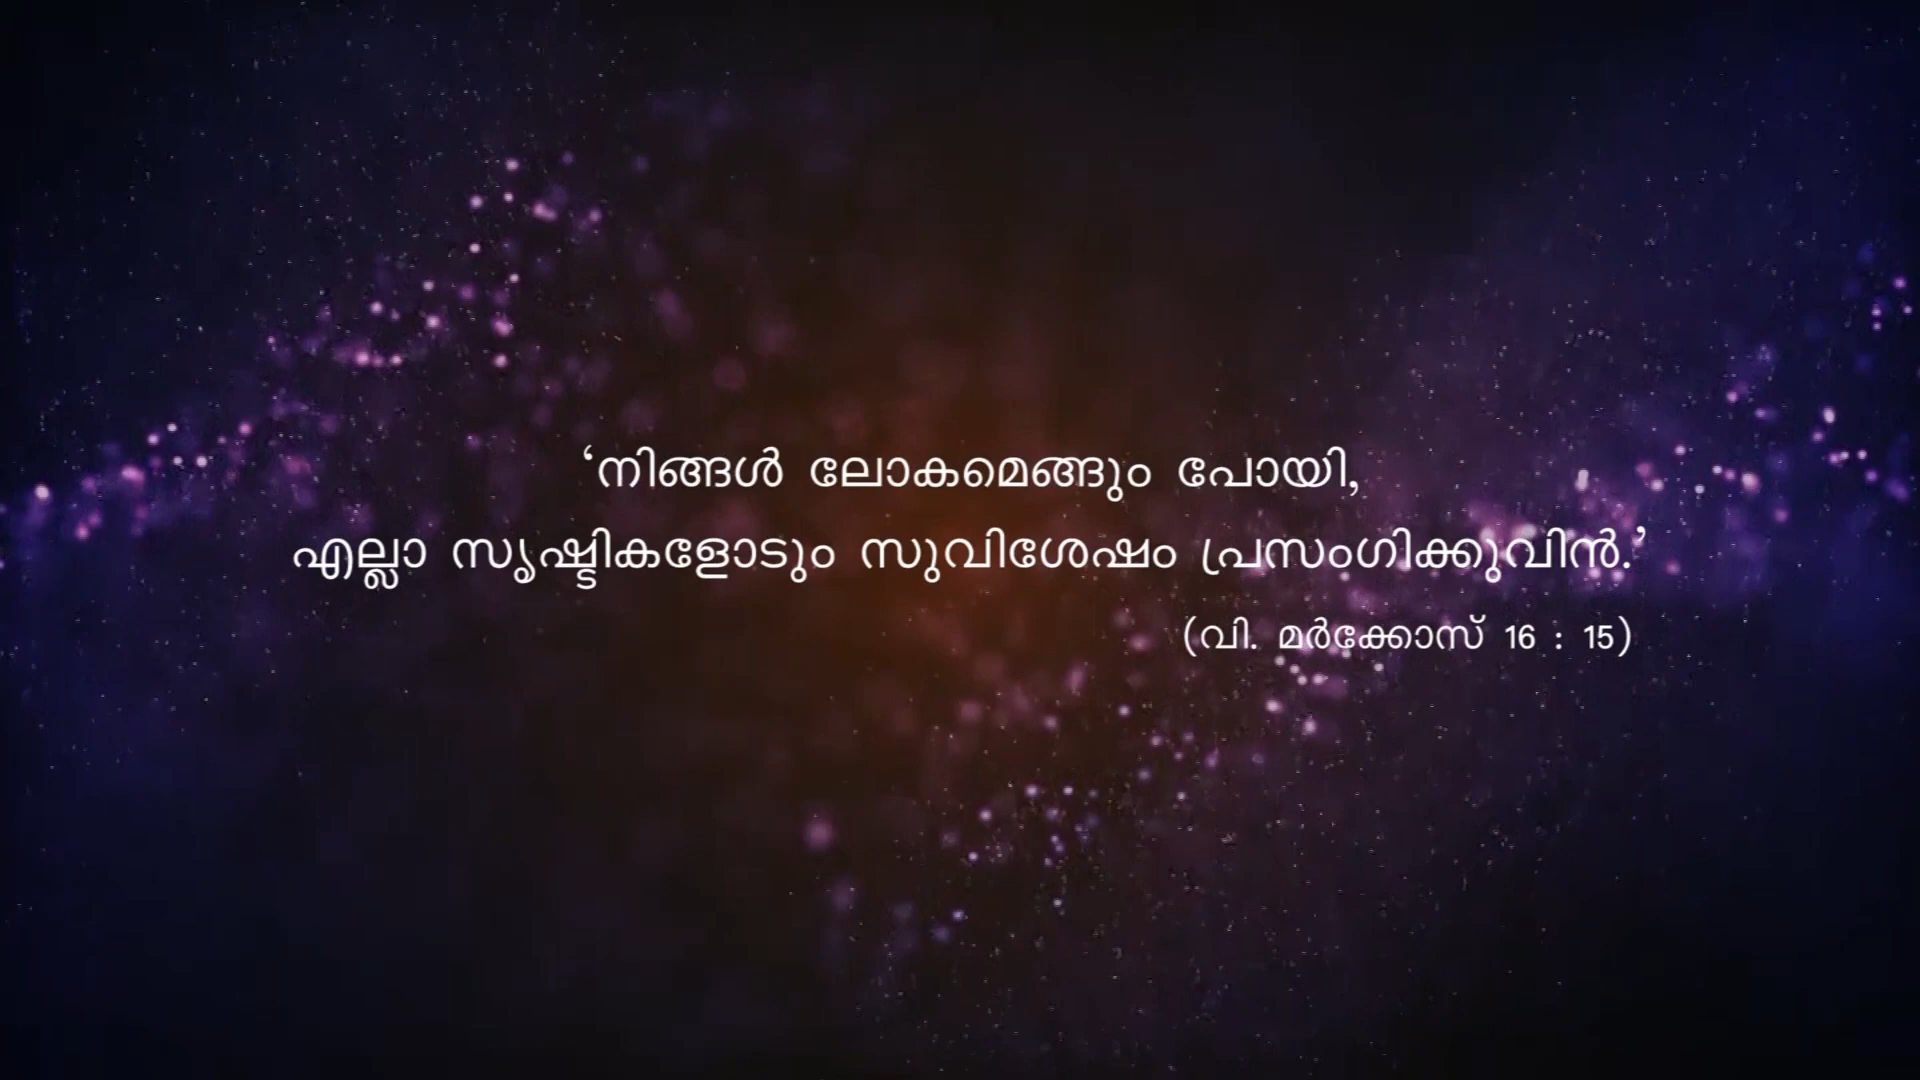 ‘നിങ്ങൾ ലോകമെങ്ങും പോയി,
എല്ലാ സൃഷ്ടികളോടും സുവിശേഷം പ്രസംഗിക്കുവിൻ.’
(വി. മർക്കോസ് 16 : 15)